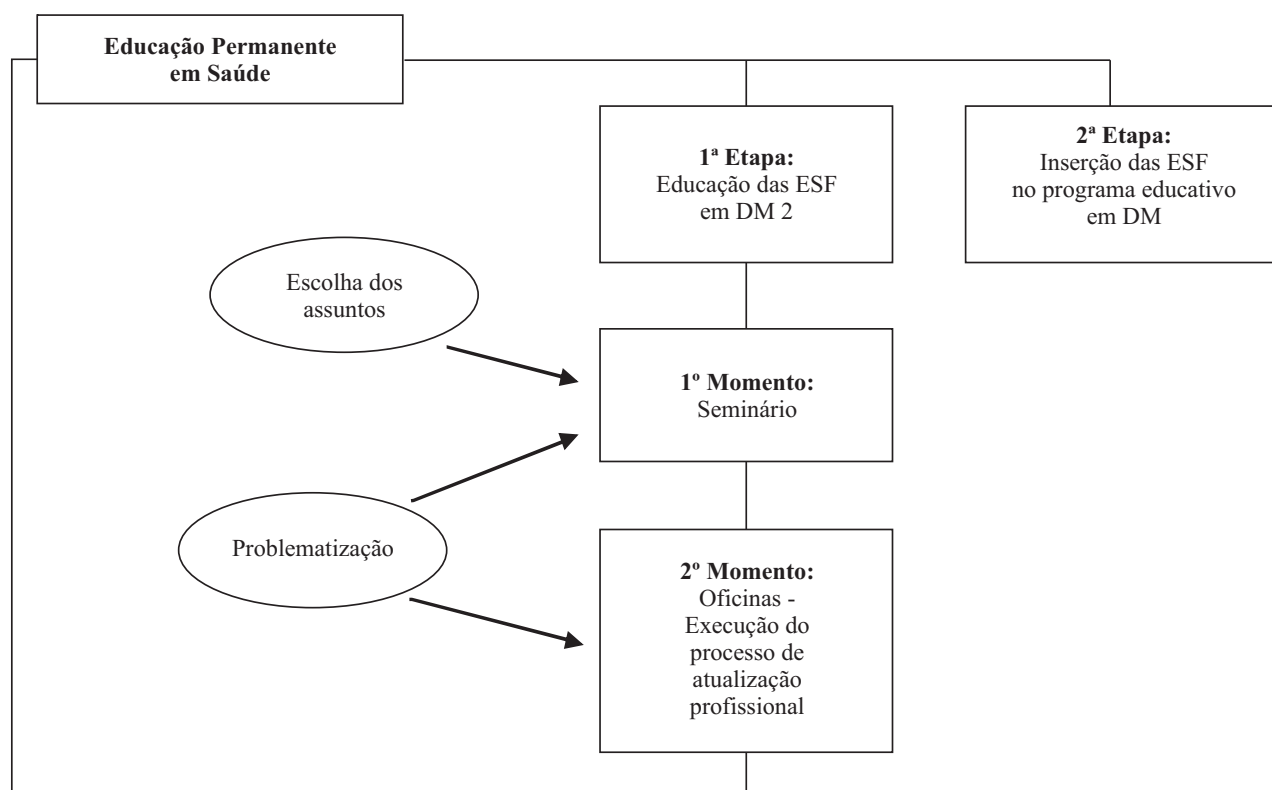 Educação Permanente
em Saúde
1ª Etapa:
Educação das ESF
em DM 2
2ª Etapa:
Inserção das ESF
no programa educativo
em DM
Escolha dos
assuntos
1º Momento:
Seminário
Problematização
2º Momento:
Oficinas -
Execução do
processo de
atualização
profissional